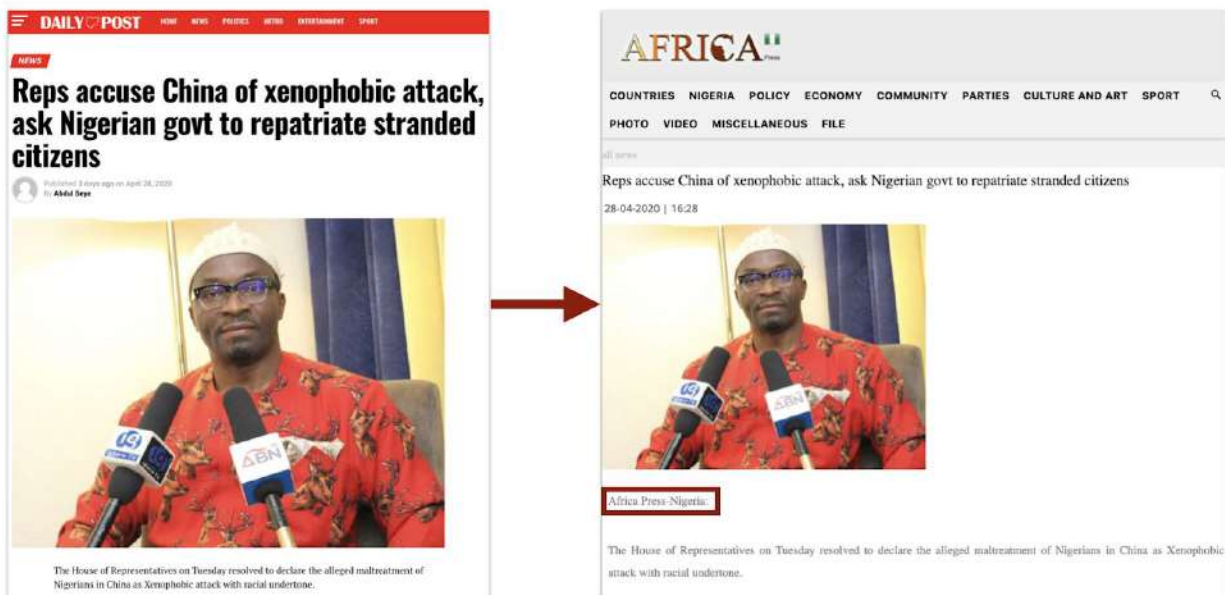 DAILY POST HOME NEWS POLITICS METRO ENTERTAINMENT SPORT
NEWS
Reps accuse China of xenophobic attack,
ask Nigerian govt to repatriate stranded
citizens
Published 3 days ago on April 28, 2020
By Abdul Seye
ABN
The House of Representatives on Tuesday resolved to declare the alleged maltreatment of
Nigerians in China as Xenophobic attack with racial undertone.
AFRICA
Press
COUNTRIES NIGERIA POLICY ECONOMY COMMUNITY PARTIES CULTURE AND ART SPORT
PHOTO VIDEO MISCELLANEOUS FILE
all news
Reps accuse China of xenophobic attack, ask Nigerian govt to repatriate stranded citizens
28-04-2020 | 16:28
ABN
Africa Press-Nigeria:
The House of Representatives on Tuesday resolved to declare the alleged maltreatment of Nigerians in China as Xenophobic
attack with racial undertone.